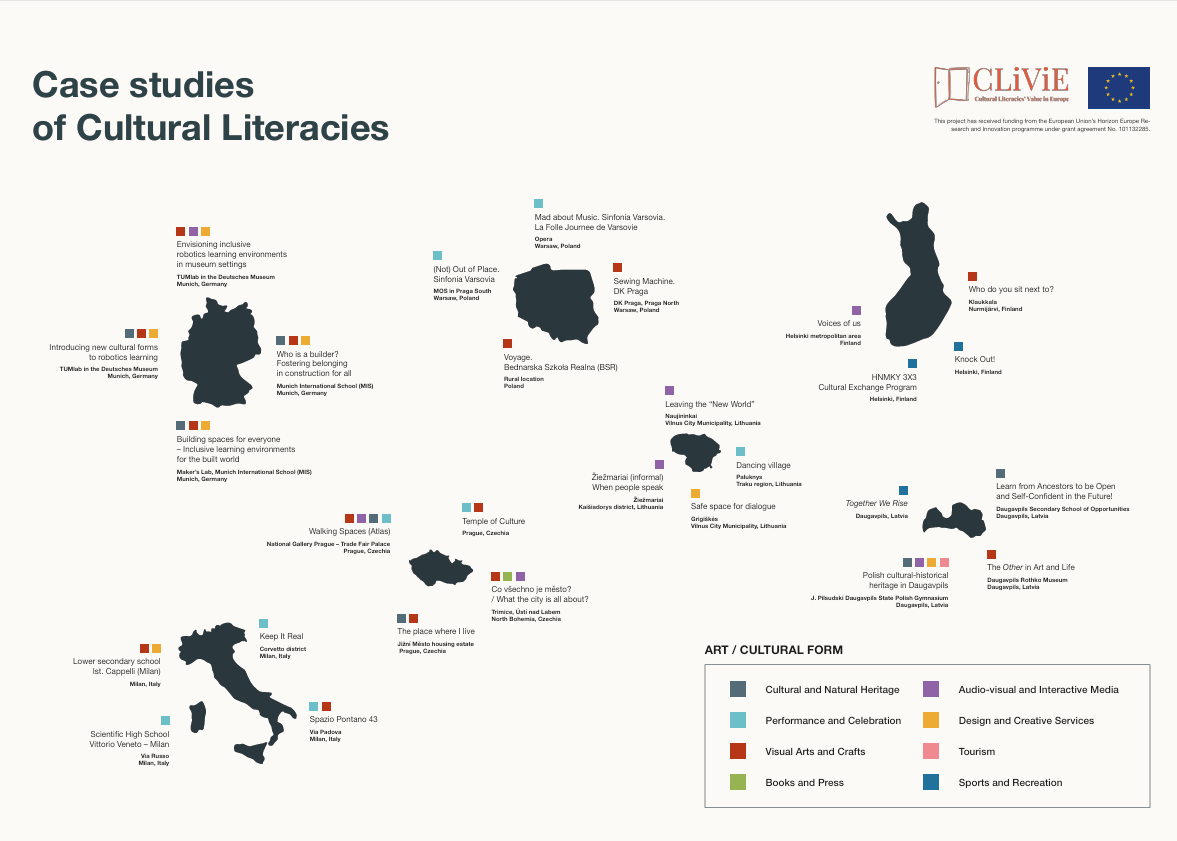 Case studies
of Cultural Literacies
CLiViE
Cultural Literacies' Value in Europe
This project has received funding from the European Union's Horizon Europe Re-
search and Innovation programme under grant agreement No. 101132285.
Envisioning inclusive
robotics learning environments
in museum settings
TUMlab in the Deutsches Museum
Munich, Germany
Introducing new cultural forms
to robotics learning
TUMlab in the Deutsches Museum
Munich, Germany
Who is a builder?
Fostering belonging
in construction for all
Munich International School (MIS)
Munich, Germany
Building spaces for everyone
– Inclusive learning environments
for the built world
Maker's Lab, Munich International School (MIS)
Munich, Germany
Mad about Music. Sinfonia Varsovia.
La Folle Journee de Varsovie
Opera
Warsaw, Poland
(Not) Out of Place.
Sinfonia Varsovia
MOS in Praga South
Warsaw, Poland
Sewing Machine.
DK Praga
DK Praga, Praga North
Warsaw, Poland
Voyage.
Bednarska Szkoła Realna (BSR)
Rural location
Poland
Who do you sit next to?
Klaukkala
Nurmijärvi, Finland
Voices of us
Helsinki metropolitan area
Finland
Knock Out!
Helsinki, Finland
HNMKY 3X3
Cultural Exchange Program
Helsinki, Finland
Leaving the “New World”
Naujininkai
Vilnus City Municipality, Lithuania
Dancing village
Paluknys
Traku region, Lithuania
Žiežmariai (informal)
When people speak
Žiežmariai
Kaišiadorys district, Lithuania
Safe space for dialogue
Grigiškės
Vilnus City Municipality, Lithuania
Learn from Ancestors to be Open
and Self-Confident in the Future!
Daugavpils Secondary School of Opportunities
Daugavpils, Latvia
Together We Rise
Daugavpils, Latvia
The Other in Art and Life
Daugavpils Rothko Museum
Daugavpils, Latvia
Polish cultural-historical
heritage in Daugavpils
J. Pilsudski Daugavpils State Polish Gymnasium
Daugavpils, Latvia
Temple of Culture
Prague, Czechia
Walking Spaces (Atlas)
National Gallery Prague – Trade Fair Palace
Prague, Czechia
Co všechno je město?
/ What the city is all about?
Trmice, Ústí nad Labem
North Bohemia, Czechia
The place where I live
Jižní Město housing estate
Prague, Czechia
Keep It Real
Corvetto district
Milan, Italy
Lower secondary school
Ist. Cappelli (Milan)
Milan, Italy
Spazio Pontano 43
Via Padova
Milan, Italy
Scientific High School
Vittorio Veneto – Milan
Via Russo
Milan, Italy
ART / CULTURAL FORM
Cultural and Natural Heritage
Performance and Celebration
Visual Arts and Crafts
Books and Press
Audio-visual and Interactive Media
Design and Creative Services
Tourism
Sports and Recreation